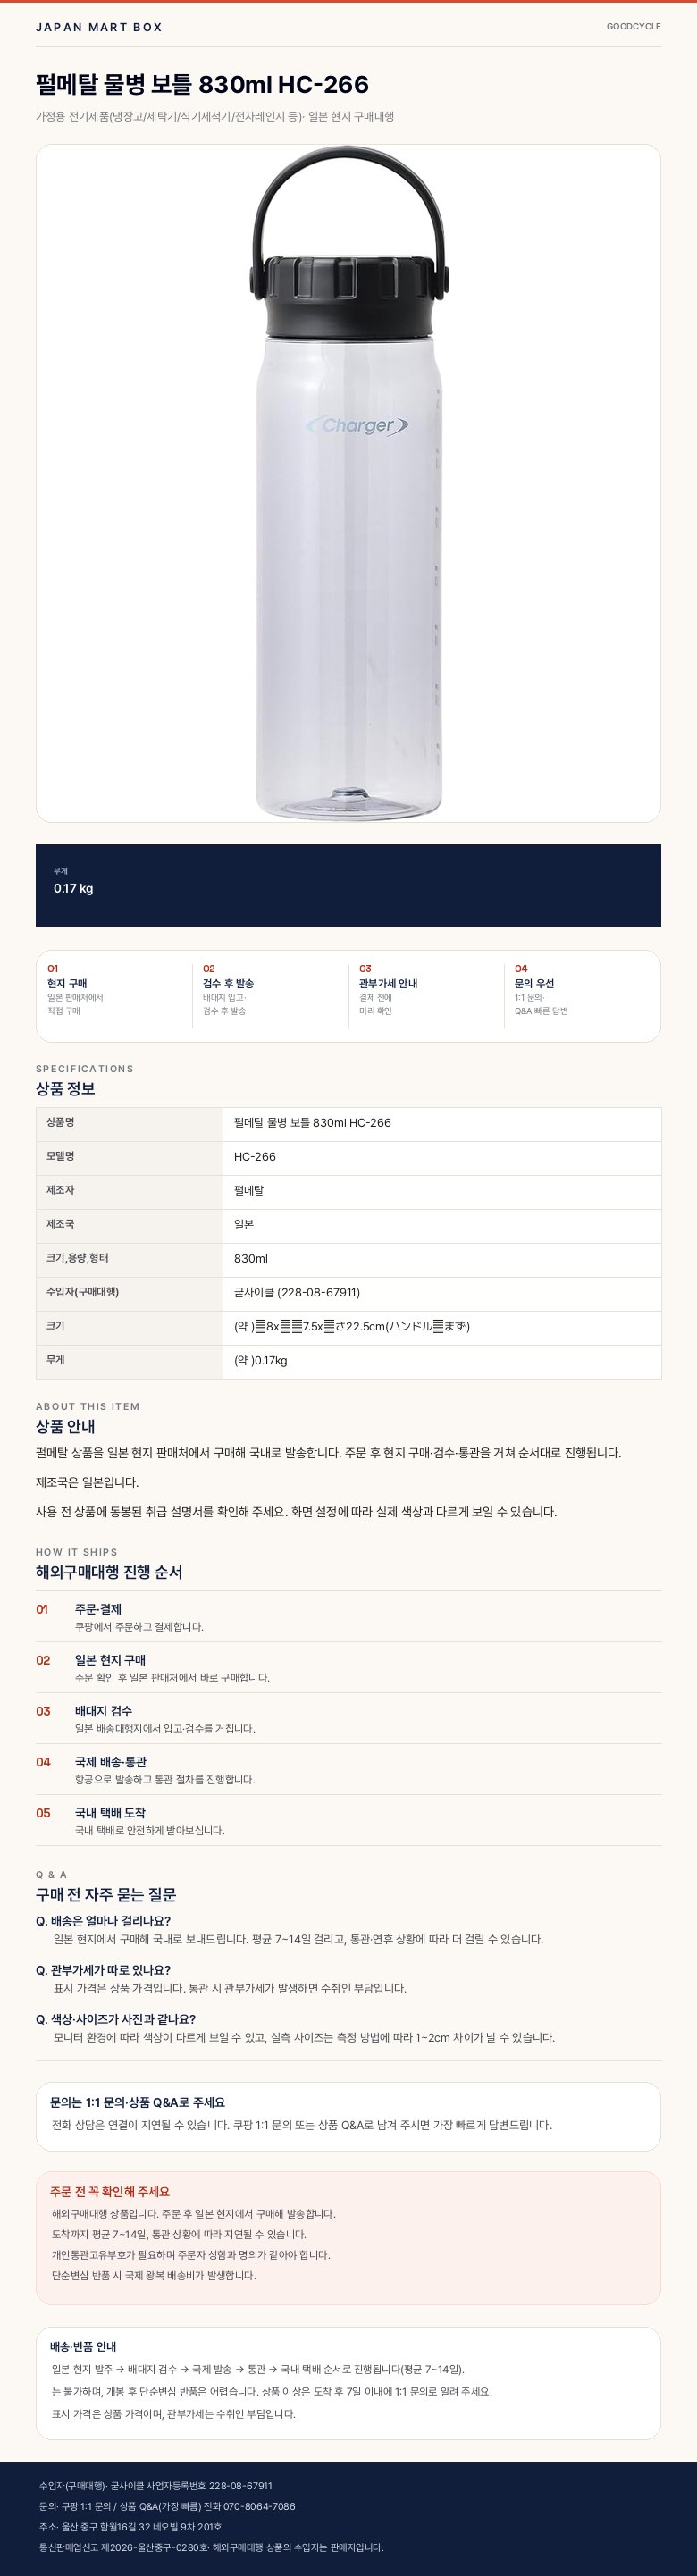 JAPAN MART BOX
GOODCYCLE
펄메탈 물병 보틀 830ml HC-266
가정용 전기제품(냉장고/세탁기/식기세척기/전자레인지 등)· 일본 현지 구매대행
Charger
무게
0.17 kg
01
현지 구매
일본 판매처에서
직접 구매
02
검수 후 발송
배대지 입고·
검수 후 발송
03
관부가세 안내
결제 전에
미리 확인
04
문의 우선
1:1 문의·
Q&A 빠른 답변
SPECIFICATIONS
상품 정보
상품명 펄메탈 물병 보틀 830ml HC-266
모델명 HC-266
제조자 펄메탈
제조국 일본
크기,용량,형태 830ml
수입자(구매대행) 굳사이클 (228-08-67911)
크기 (약 )8x7.5xさ22.5cm(ハンドルまず)
무게 (약 )0.17kg
ABOUT THIS ITEM
상품 안내
펄메탈 상품을 일본 현지 판매처에서 구매해 국내로 발송합니다. 주문 후 현지 구매·검수·통관을 거쳐 순서대로 진행됩니다.
제조국은 일본입니다.
사용 전 상품에 동봉된 취급 설명서를 확인해 주세요. 화면 설정에 따라 실제 색상과 다르게 보일 수 있습니다.
HOW IT SHIPS
해외구매대행 진행 순서
01 주문·결제
쿠팡에서 주문하고 결제합니다.
02 일본 현지 구매
주문 확인 후 일본 판매처에서 바로 구매합니다.
03 배대지 검수
일본 배송대행지에서 입고·검수를 거칩니다.
04 국제 배송·통관
항공으로 발송하고 통관 절차를 진행합니다.
05 국내 택배 도착
국내 택배로 안전하게 받아보십니다.
Q & A
구매 전 자주 묻는 질문
Q. 배송은 얼마나 걸리나요?
일본 현지에서 구매해 국내로 보내드립니다. 평균 7~14일 걸리고, 통관·연휴 상황에 따라 더 걸릴 수 있습니다.
Q. 관부가세가 따로 있나요?
표시 가격은 상품 가격입니다. 통관 시 관부가세가 발생하면 수취인 부담입니다.
Q. 색상·사이즈가 사진과 같나요?
모니터 환경에 따라 색상이 다르게 보일 수 있고, 실측 사이즈는 측정 방법에 따라 1~2cm 차이가 날 수 있습니다.
문의는 1:1 문의·상품 Q&A로 주세요
전화 상담은 연결이 지연될 수 있습니다. 쿠팡 1:1 문의 또는 상품 Q&A로 남겨 주시면 가장 빠르게 답변드립니다.
주문 전 꼭 확인해 주세요
해외구매대행 상품입니다. 주문 후 일본 현지에서 구매해 발송합니다.
도착까지 평균 7~14일, 통관 상황에 따라 지연될 수 있습니다.
개인통관고유부호가 필요하며 주문자 성함과 명의가 같아야 합니다.
단순변심 반품 시 국제 왕복 배송비가 발생합니다.
배송·반품 안내
일본 현지 발주 → 배대지 검수 → 국제 발송 → 통관 → 국내 택배 순서로 진행됩니다(평균 7~14일).
는 불가하며, 개봉 후 단순변심 반품은 어렵습니다. 상품 이상은 도착 후 7일 이내에 1:1 문의로 알려 주세요.
표시 가격은 상품 가격이며, 관부가세는 수취인 부담입니다.
수입자(구매대행)· 굳사이클 사업자등록번호 228-08-67911
문의· 쿠팡 1:1 문의 / 상품 Q&A(가장 빠름) 전화 070-8064-7086
주소· 울산 중구 함월16길 32 네오빌 9차 201호
통신판매업신고 제2026-울산중구-0280호· 해외구매대행 상품의 수입자는 판매자입니다.